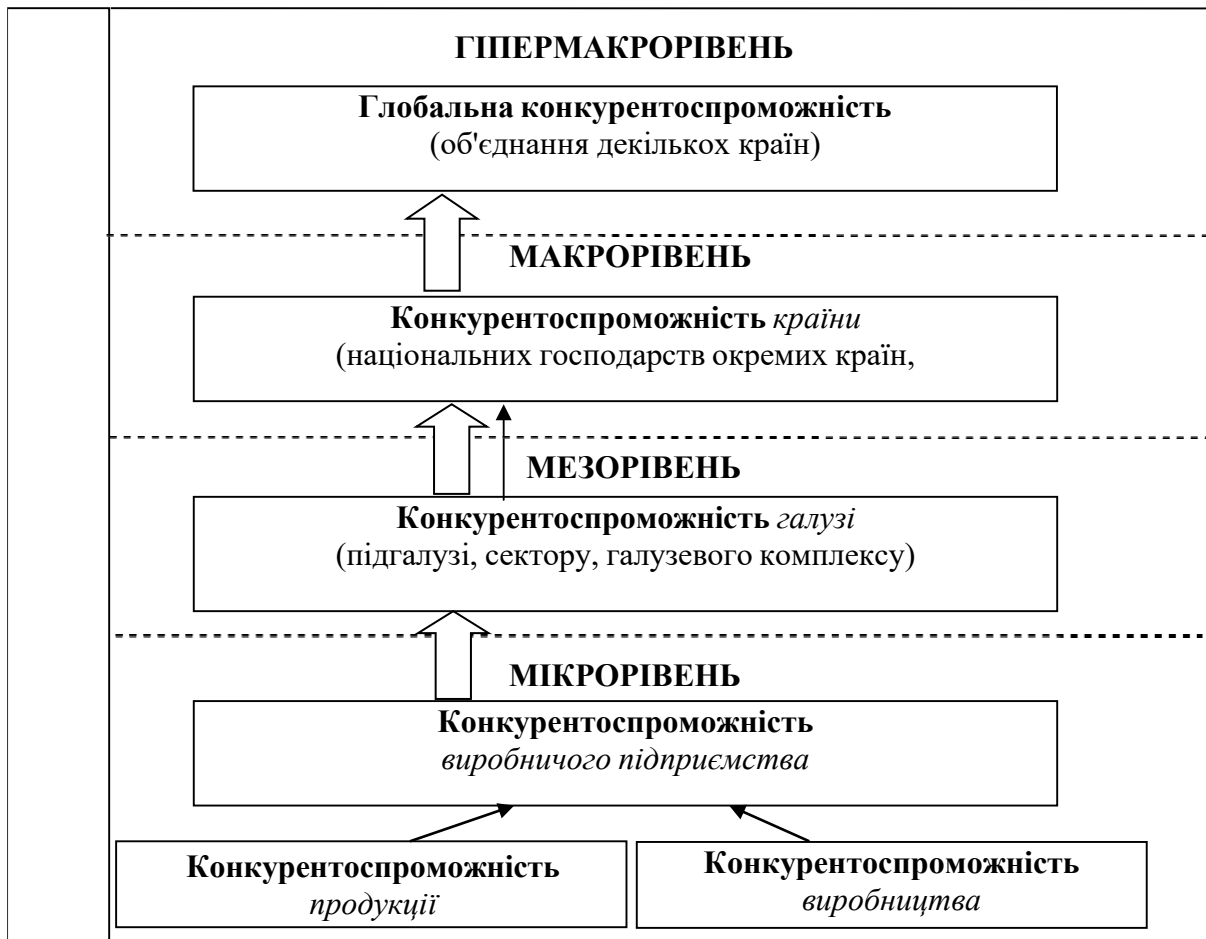 ГІПЕРМАКРОРІВЕНЬ
Глобальна конкурентоспроможність
(об'єднання декількох країн)
МАКРОРІВЕНЬ
Конкурентоспроможність країни
(національних господарств окремих країн,
МЕЗОРІВЕНЬ
Конкурентоспроможність галузі
(підгалузі, сектору, галузевого комплексу)
МІКРОРІВЕНЬ
Конкурентоспроможність
виробничого підприємства
Конкурентоспроможність
продукції
Конкурентоспроможність
виробництва